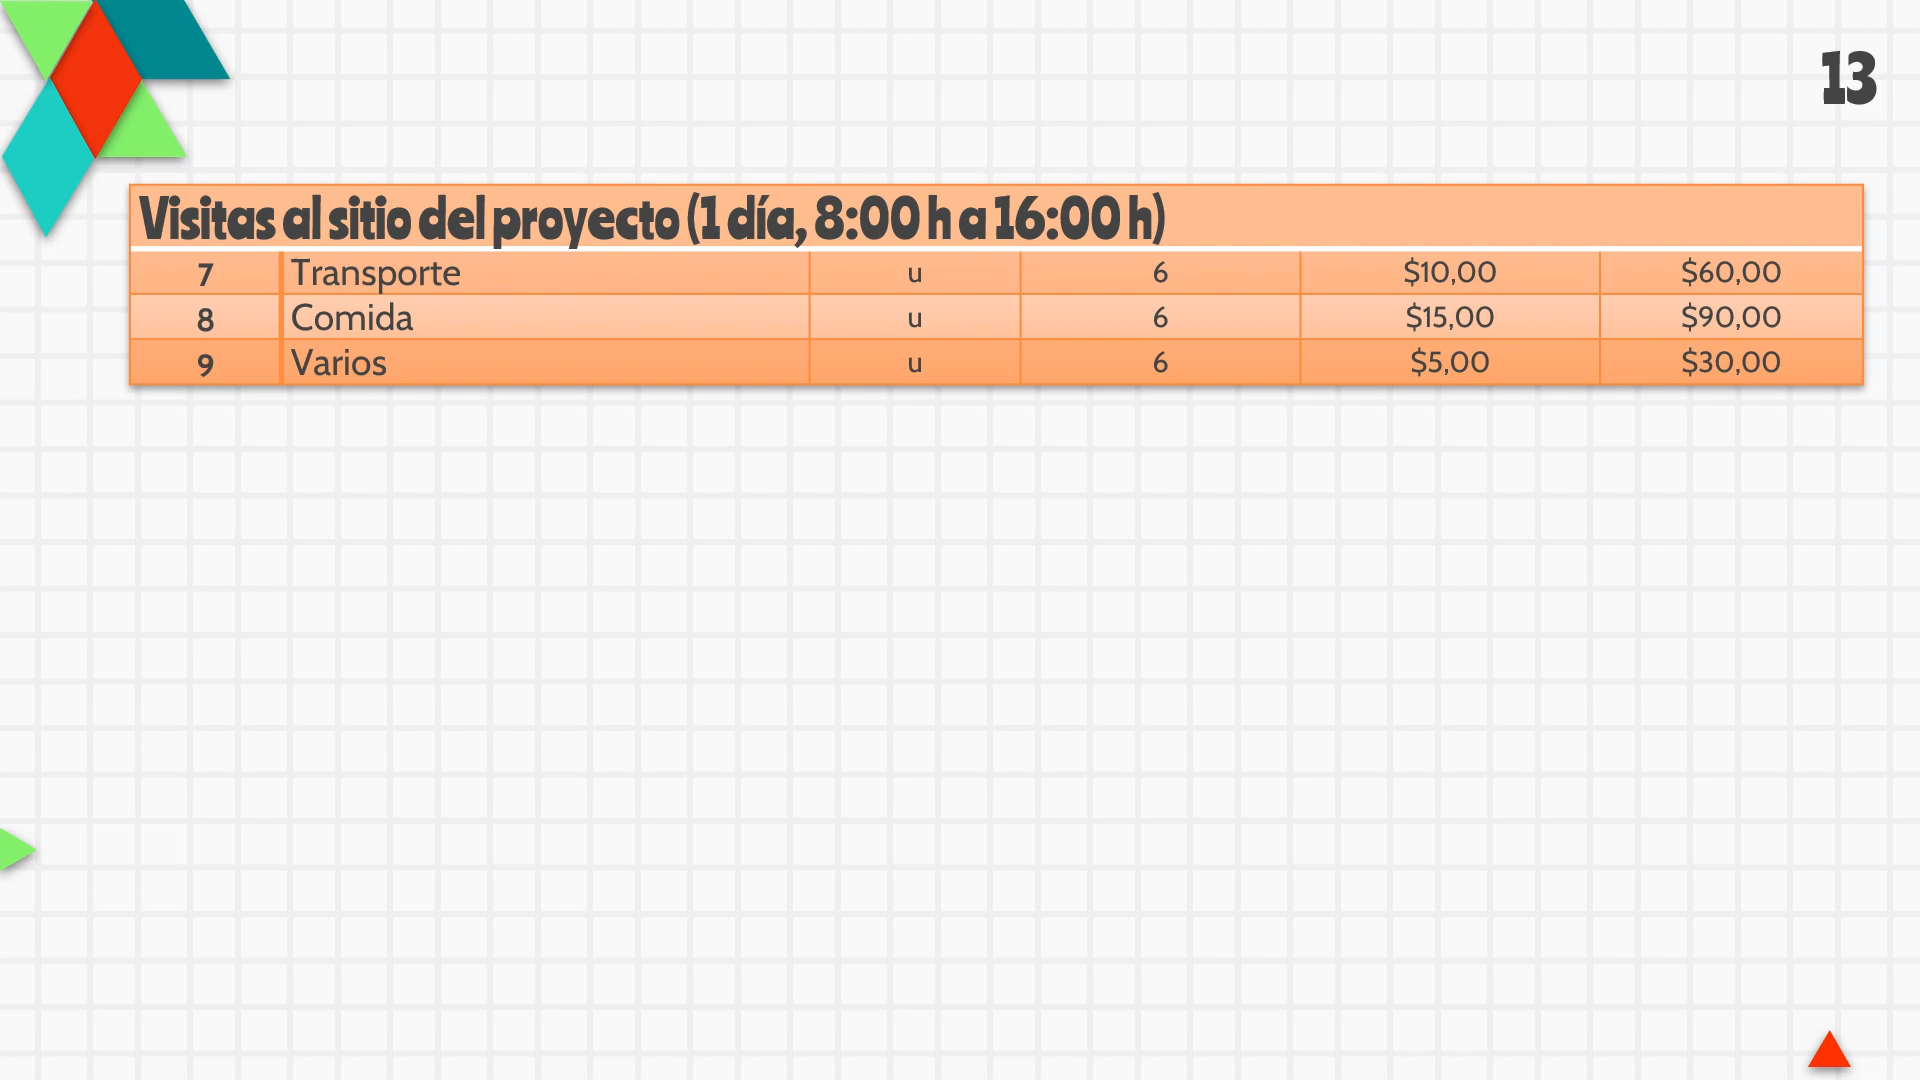 13
Visitas al sitio del proyecto (1 día, 8:00 h a 16:00 h)
7 Transporte u 6 $10,00 $60,00
8 Comida u 6 $15,00 $90,00
9 Varios u 6 $5,00 $30,00